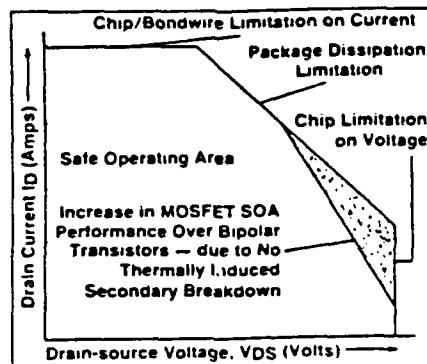 Chip/Bondwire Limitation on Current
Package Dissipation
Limitation
Chip Limitation
on Voltage
Safe Operating Area
Increase in MOSFET SOA
Performance Over Bipolar
Transistors — due to No
Thermally Induced
Secondary Breakdown
Drain Current ID (Amps)
Drain-source Voltage, VDS (Volts)